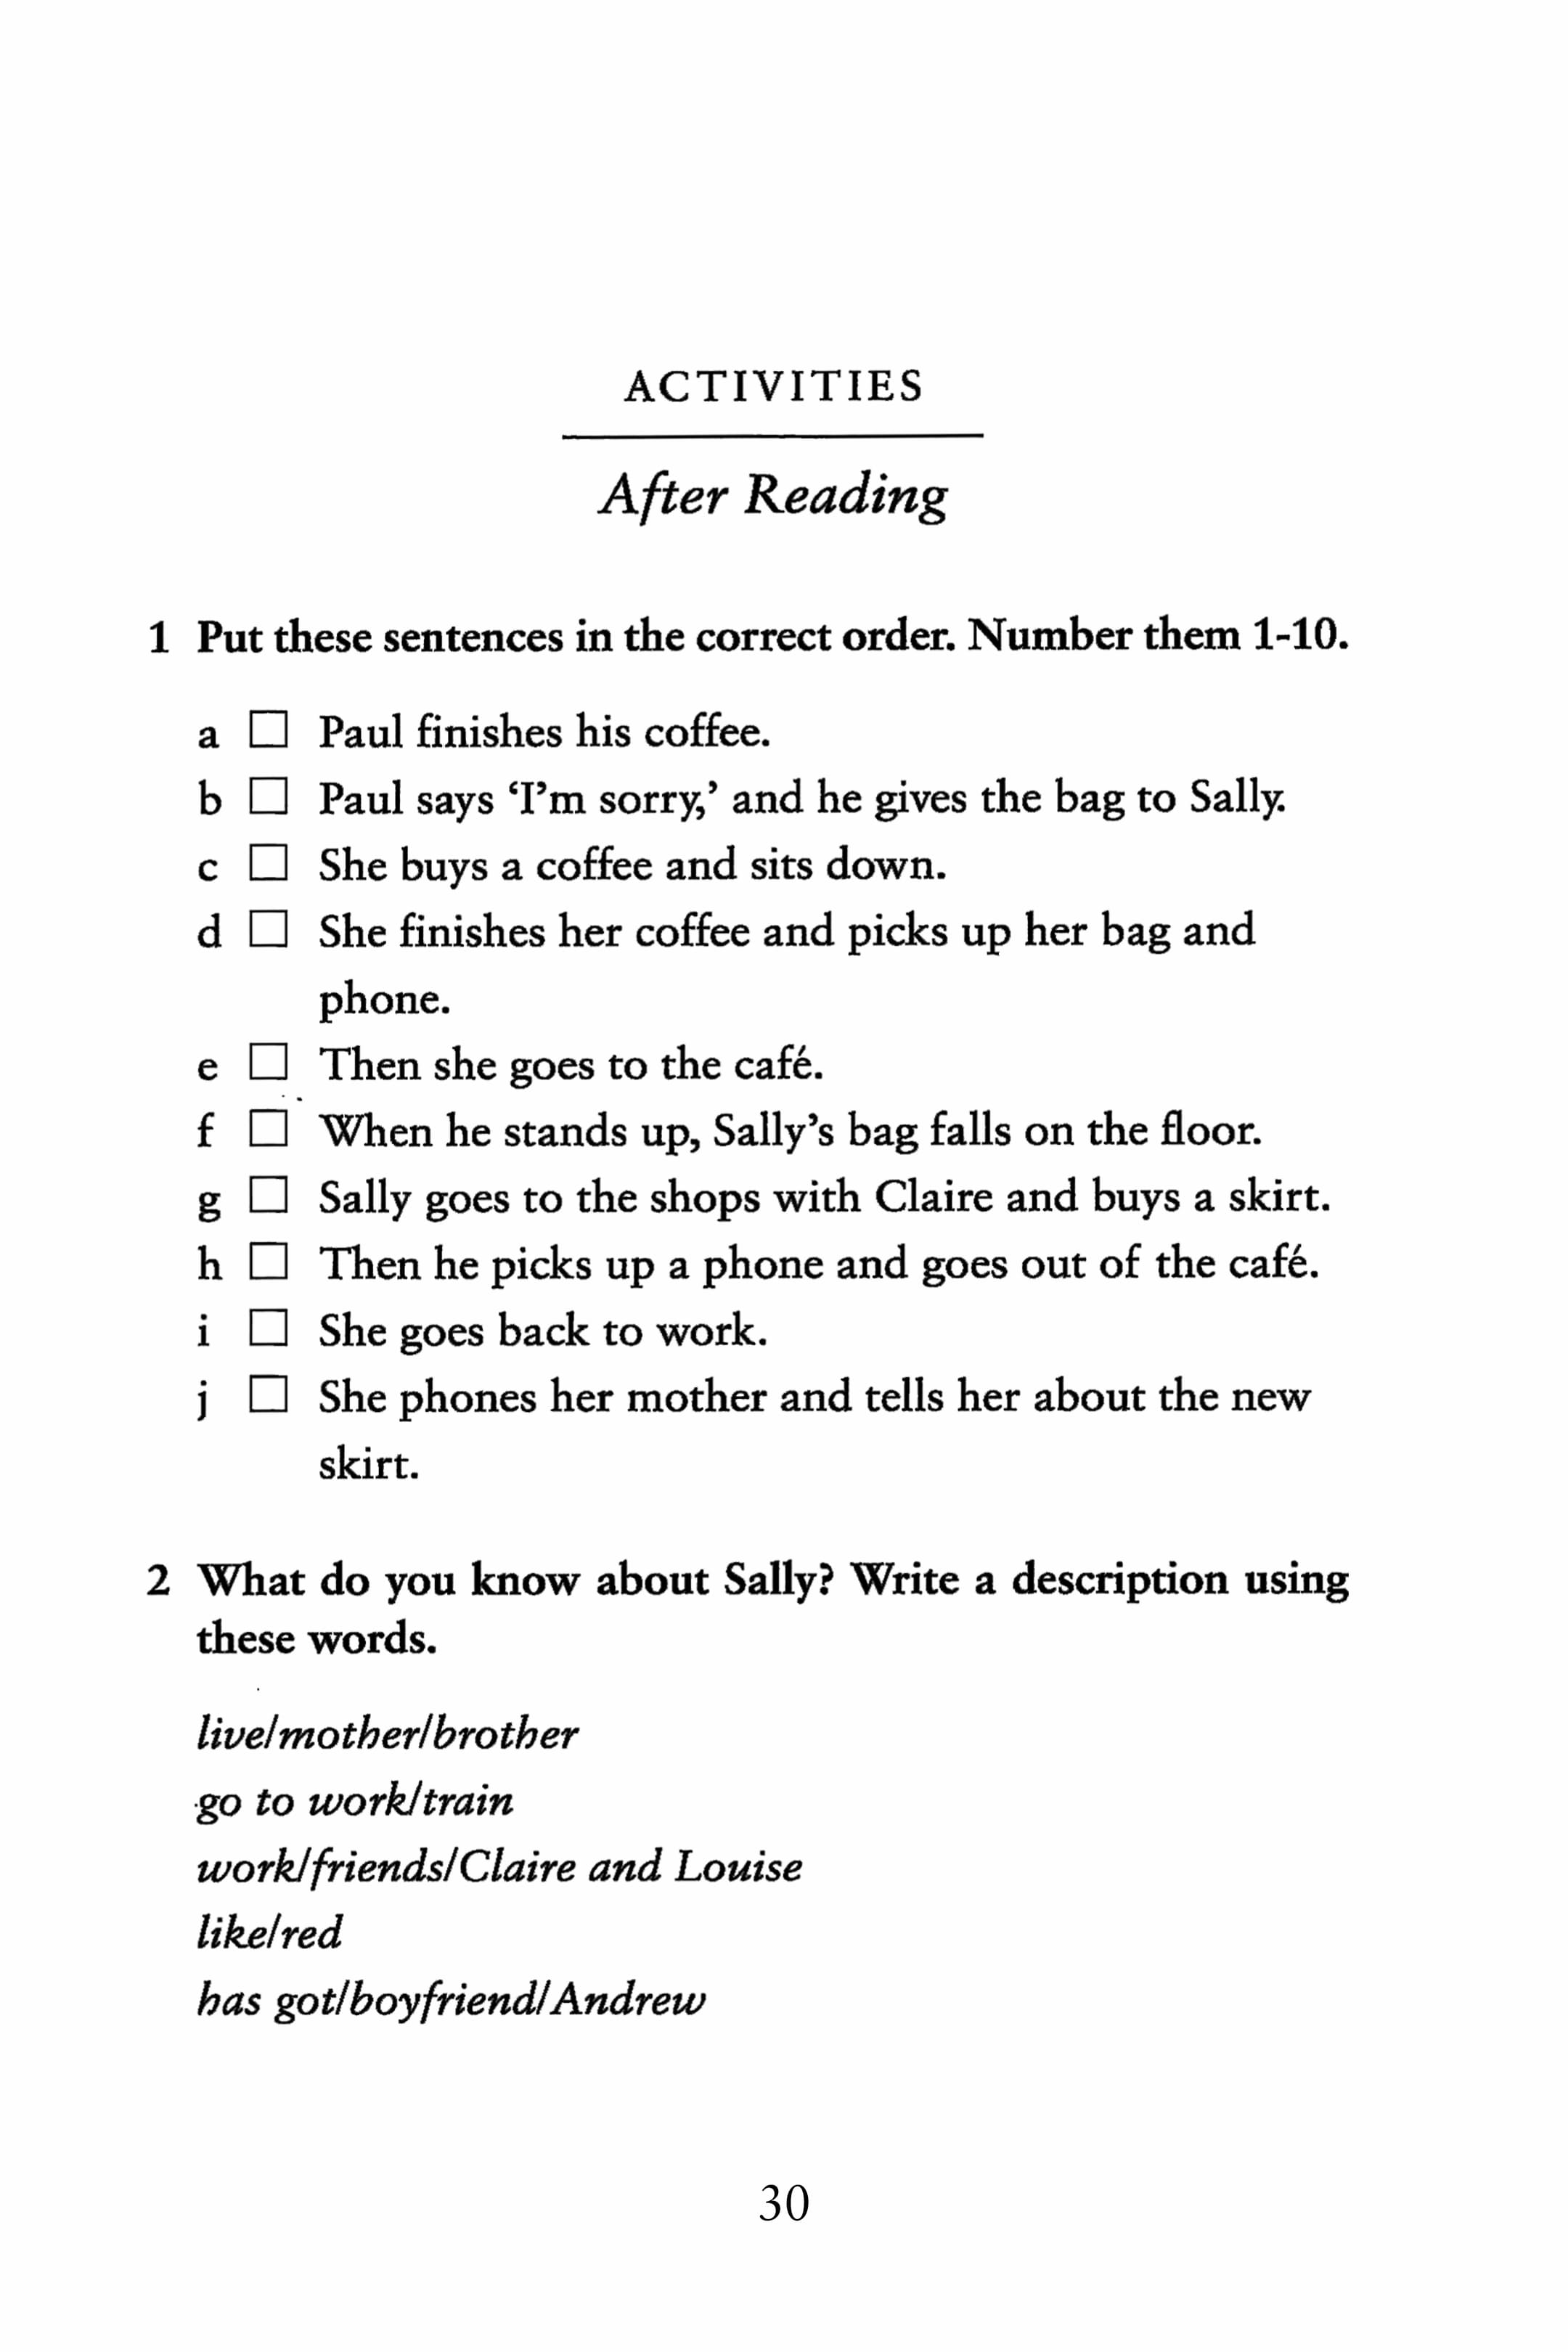 ACTIVITIES
After Reading
1 Put these sentences in the correct order. Number them 1-10.
a □ Paul finishes his coffee.
b □ Paul says ‘I’m sorry,’ and he gives the bag to Sally.
c □ She buys a coffee and sits down.
d □ She finishes her coffee and picks up her bag and
phone.
e □ Then she goes to the café.
f □ When he stands up, Sally’s bag falls on the floor.
g □ Sally goes to the shops with Claire and buys a skirt.
h □ Then he picks up a phone and goes out of the café.
i □ She goes back to work.
j □ She phones her mother and tells her about the new
skirt.
2 What do you know about Sally? Write a description using
these words.
live/mother/brother
go to work/train
work/friends/Claire and Louise
like/red
has got/boyfriend/Andrew
30